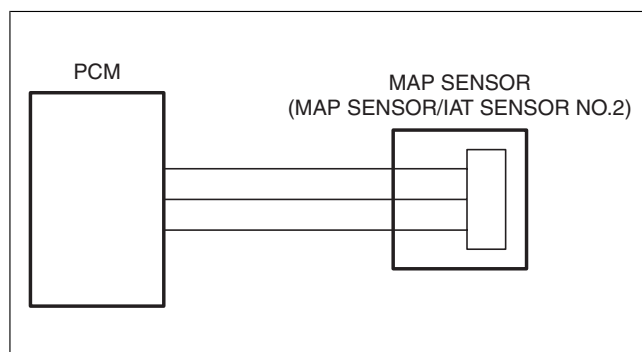 PCM
MAP SENSOR
(MAP SENSOR/IAT SENSOR NO.2)